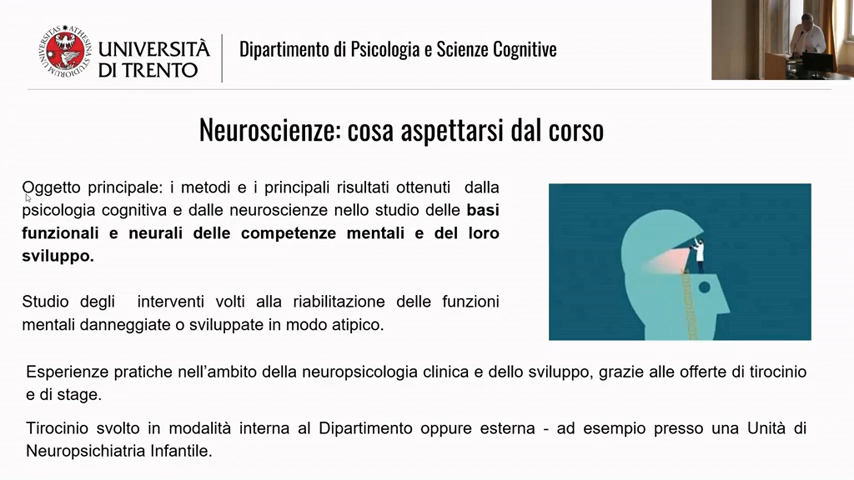 UNIVERSITÀ
DI TRENTO
Dipartimento di Psicologia e Scienze Cognitive
Neuroscienze: cosa aspettarsi dal corso
Oggetto principale: i metodi e i principali risultati ottenuti dalla
psicologia cognitiva e dalle neuroscienze nello studio delle basi
funzionali e neurali delle competenze mentali e del loro
sviluppo.
Studio degli interventi volti alla riabilitazione delle funzioni
mentali danneggiate o sviluppate in modo atipico.
Esperienze pratiche nell'ambito della neuropsicologia clinica e dello sviluppo, grazie alle offerte di tirocinio
e di stage.
Tirocinio svolto in modalità interna al Dipartimento oppure esterna - ad esempio presso una Unità di
Neuropsichiatria Infantile.